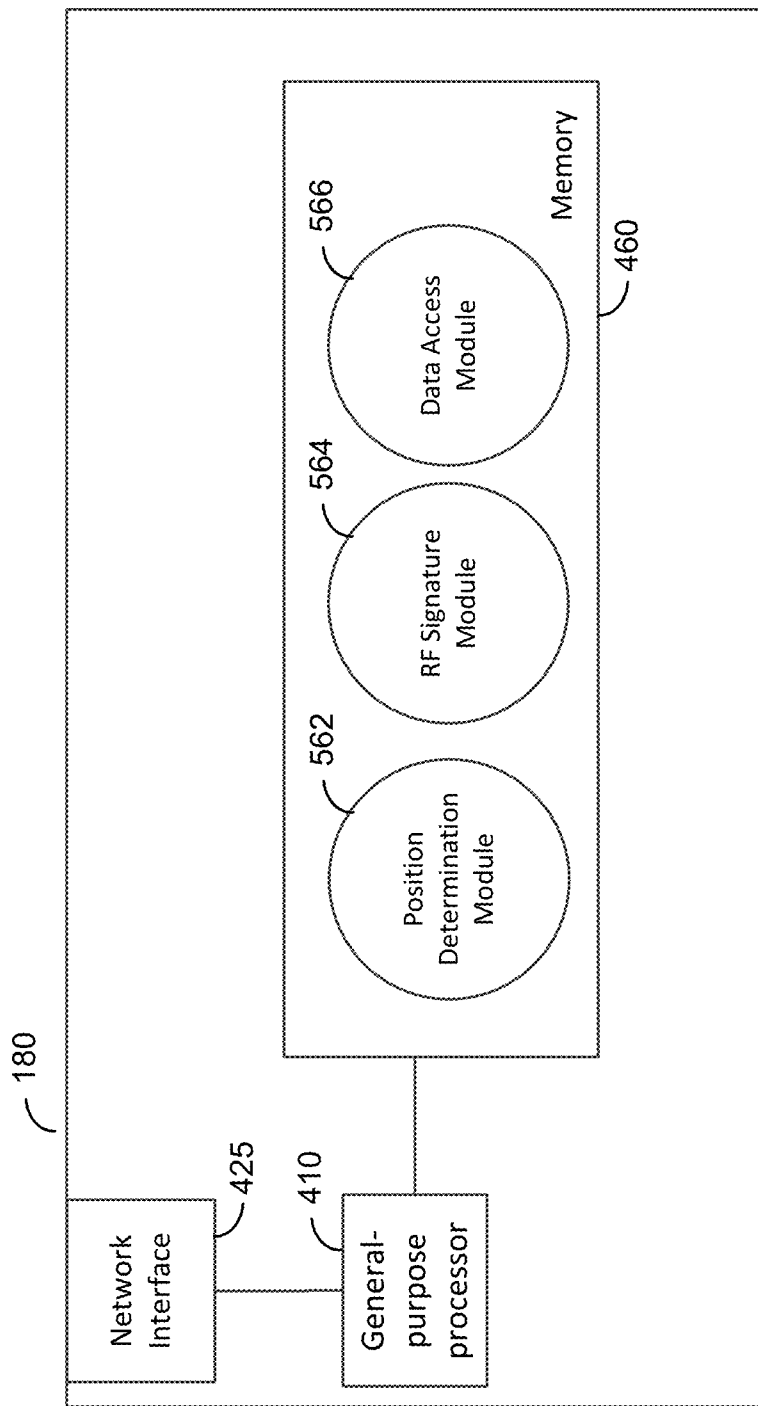 180
Network
Interface
425
General-
purpose
processor
410
Position
Determination
Module
562
RF Signature
Module
564
Data Access
Module
566
Memory
460